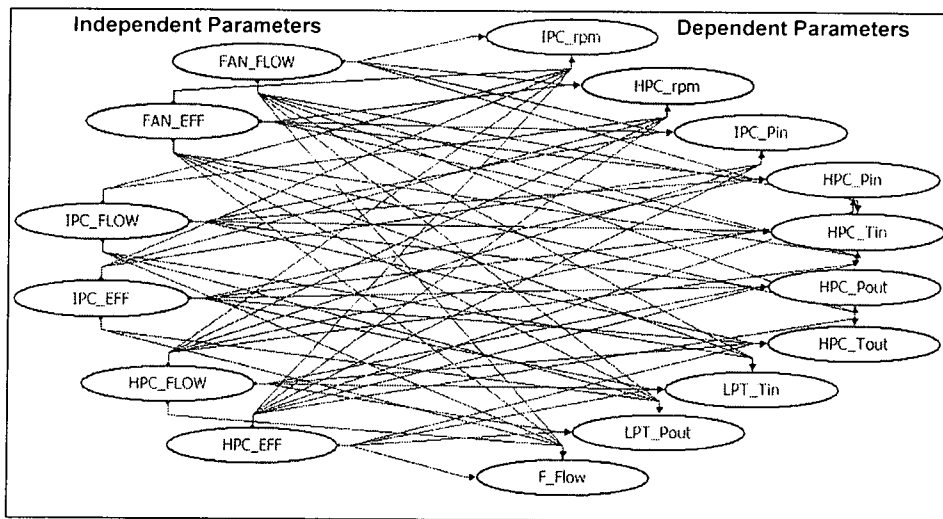 Independent Parameters
Dependent Parameters
FAN_FLOW
FAN_EFF
IPC_FLOW
IPC_EFF
HPC_FLOW
HPC_EFF
IPC_rpm
HPC_rpm
IPC_Pin
HPC_Pin
HPC_Tin
HPC_Pout
HPC_Tout
LPT_Tin
LPT_Pout
F_Flow